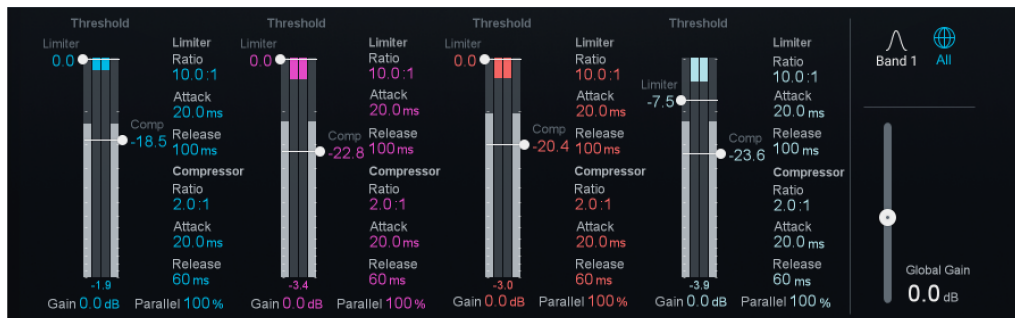 Threshold
Limiter
0.0
Comp
-18.5
-1.9
Gain 0.0 dB
Limiter
Ratio
10.0:1
Attack
20.0 ms
Release
100 ms
Compressor
Ratio
2.0:1
Attack
20.0 ms
Release
60 ms
Parallel 100 %
Threshold
Limiter
0.0
Comp
-22.8
-3.4
Gain 0.0 dB
Limiter
Ratio
10.0:1
Attack
20.0 ms
Release
100 ms
Compressor
Ratio
2.0:1
Attack
20.0 ms
Release
60 ms
Parallel 100 %
Threshold
Limiter
0.0
Comp
-20.4
-3.0
Gain 0.0 dB
Limiter
Ratio
10.0:1
Attack
20.0 ms
Release
100 ms
Compressor
Ratio
2.0:1
Attack
20.0 ms
Release
60 ms
Parallel 100 %
Threshold
Limiter
-7.5
Comp
-23.6
-3.9
Gain 0.0 dB
Limiter
Ratio
10.0:1
Attack
20.0 ms
Release
100 ms
Compressor
Ratio
2.0:1
Attack
20.0 ms
Release
60 ms
Parallel 100 %
Band 1
All
Global Gain
0.0 dB